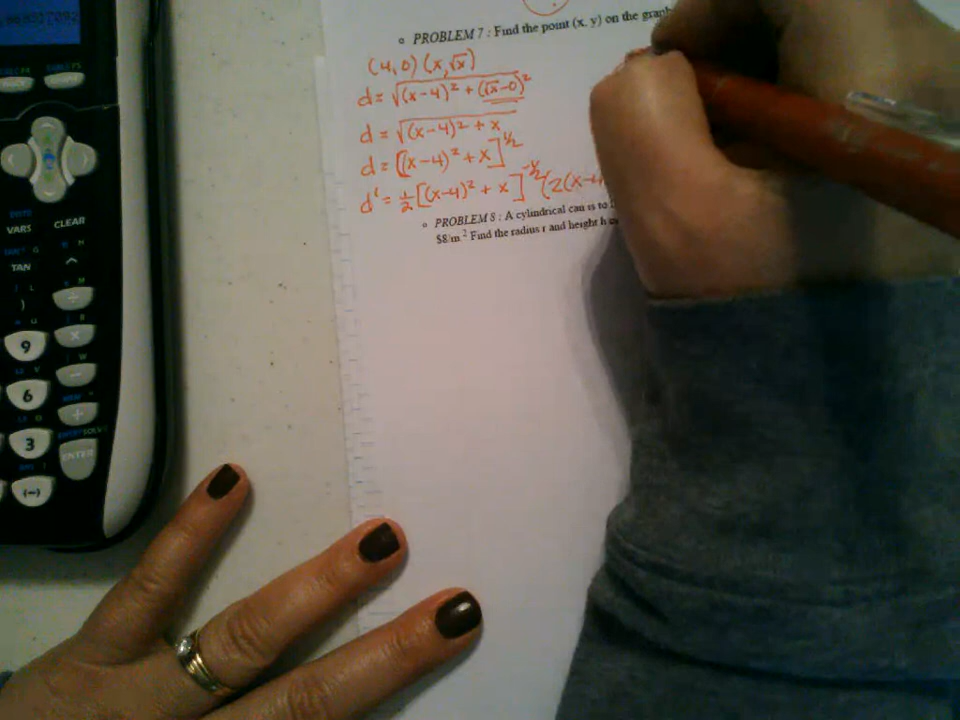 PROBLEM 7 : Find the point (x, y) on the graph
(4,0) (x,√x)
d = √((x-4)² + (√x-0)²)
d = √((x-4)² + x)
d = [(x-4)² + x]^1/2
d' = 1/2 [(x-4)² + x]^-1/2 (2(x-4
PROBLEM 8 : A cylindrical can is to
$8/m.² Find the radius r and height h
VARS
CLEAR
TAN
^
)
÷
9
×
6
−
3
+
(−)
ENTER